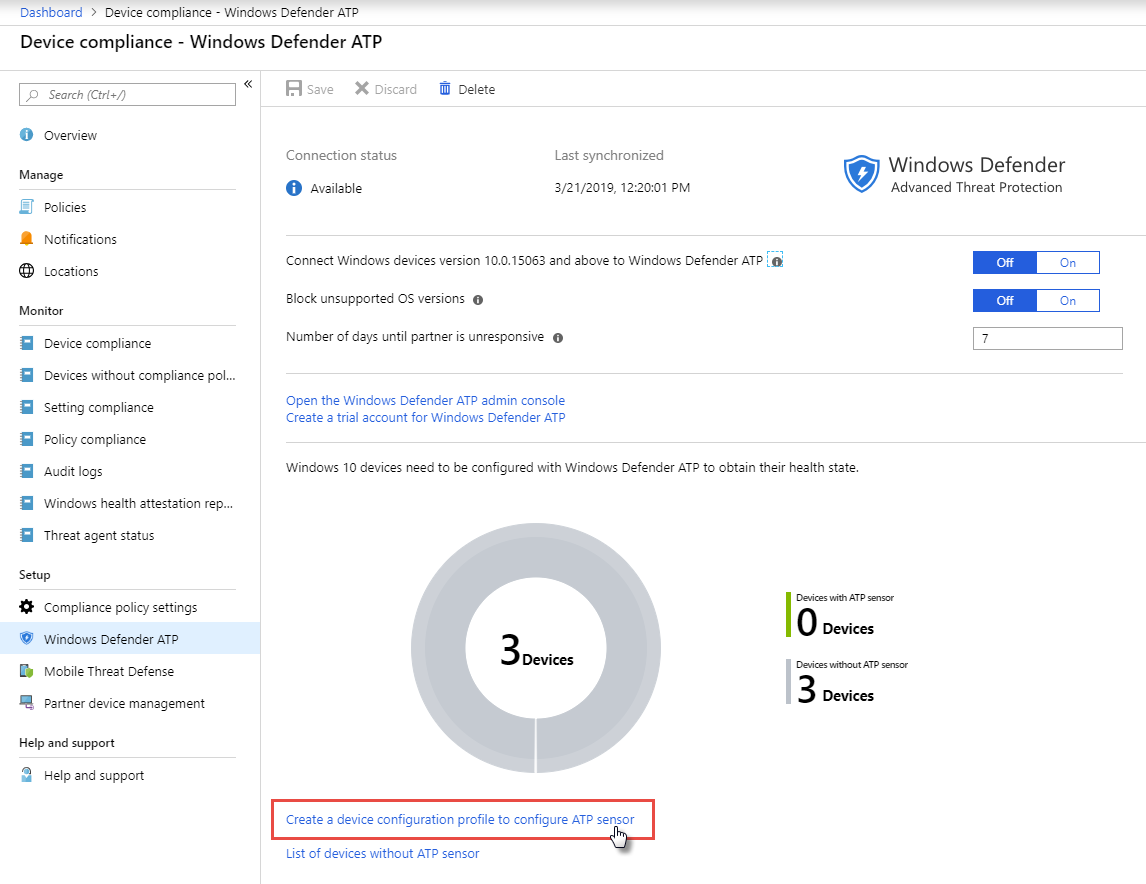 Dashboard > Device compliance - Windows Defender ATP
Device compliance - Windows Defender ATP
Search (Ctrl+/)
«
Overview
Manage
Policies
Notifications
Locations
Monitor
Device compliance
Devices without compliance pol...
Setting compliance
Policy compliance
Audit logs
Windows health attestation rep...
Threat agent status
Setup
Compliance policy settings
Windows Defender ATP
Mobile Threat Defense
Partner device management
Help and support
Help and support
Save Discard Delete
Connection status
Available
Last synchronized
3/21/2019, 12:20:01 PM
Windows Defender
Advanced Threat Protection
Connect Windows devices version 10.0.15063 and above to Windows Defender ATP
Off On
Block unsupported OS versions
Off On
Number of days until partner is unresponsive
7
Open the Windows Defender ATP admin console
Create a trial account for Windows Defender ATP
Windows 10 devices need to be configured with Windows Defender ATP to obtain their health state.
3 Devices
Devices with ATP sensor
0 Devices
Devices without ATP sensor
3 Devices
Create a device configuration profile to configure ATP sensor
List of devices without ATP sensor